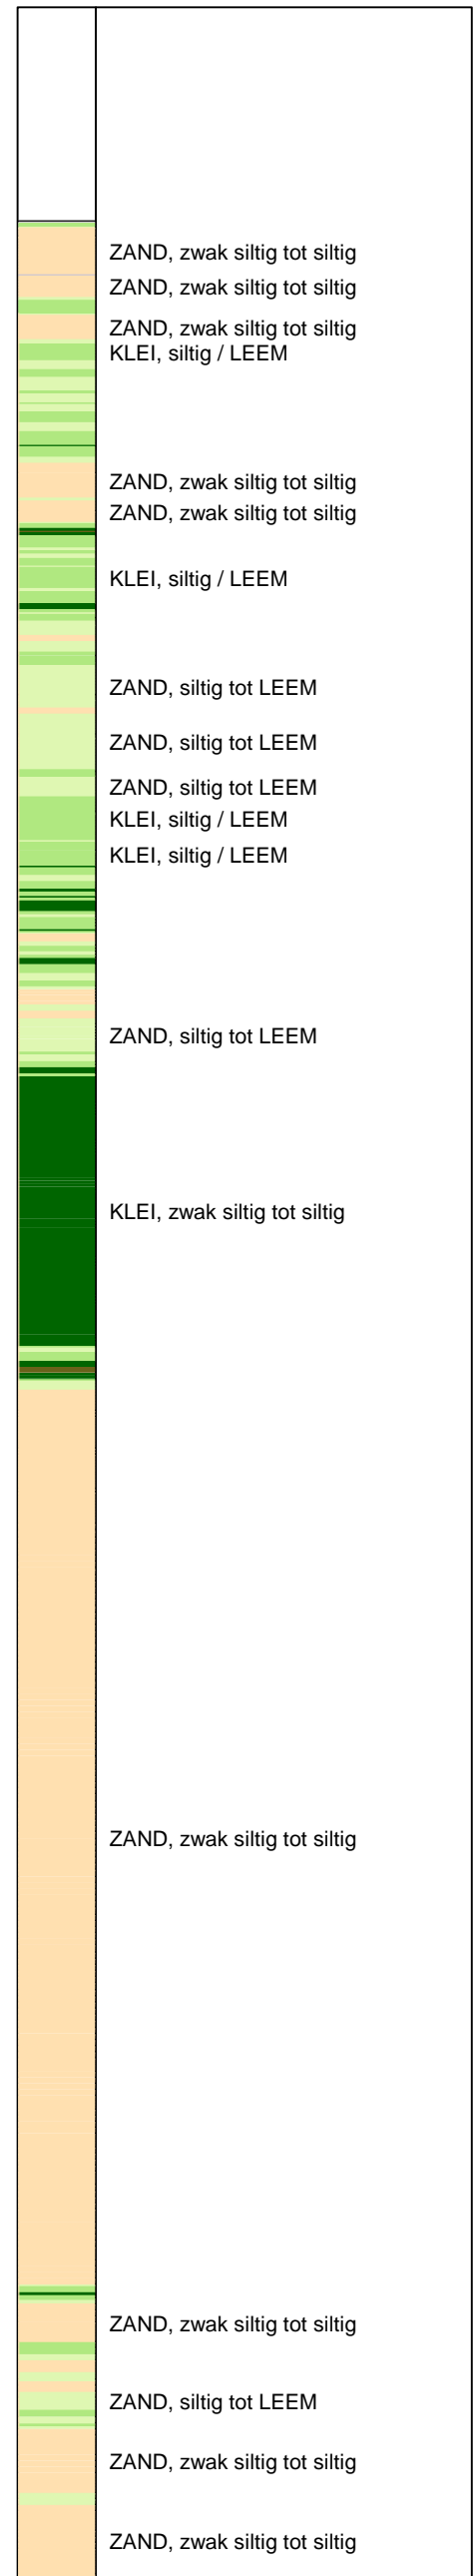 ZAND, zwak siltig tot siltig
ZAND, zwak siltig tot siltig
ZAND, zwak siltig tot siltig
KLEI, siltig / LEEM
ZAND, zwak siltig tot siltig
ZAND, zwak siltig tot siltig
KLEI, siltig / LEEM
ZAND, siltig tot LEEM
ZAND, siltig tot LEEM
ZAND, siltig tot LEEM
KLEI, siltig / LEEM
KLEI, siltig / LEEM
ZAND, siltig tot LEEM
KLEI, zwak siltig tot siltig
ZAND, zwak siltig tot siltig
ZAND, zwak siltig tot siltig
ZAND, siltig tot LEEM
ZAND, zwak siltig tot siltig
ZAND, zwak siltig tot siltig